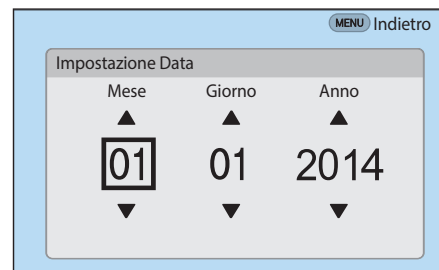 MENU Indietro
Impostazione Data
Mese Giorno Anno
01 01 2014